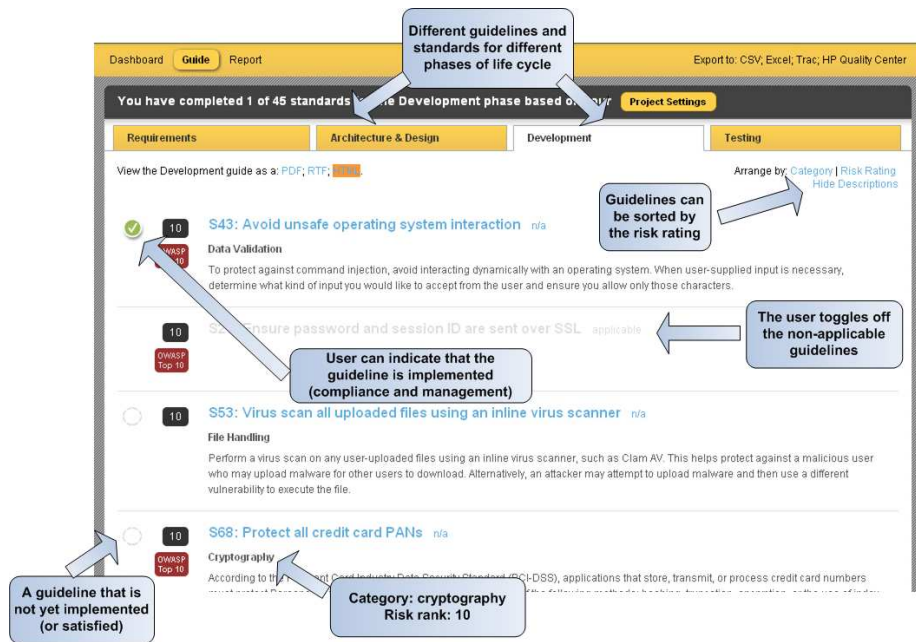 Different guidelines and
standards for different
phases of life cycle
Dashboard Guide Report
Export to: CSV; Excel; Trac; HP Quality Center
You have completed 1 of 45 standards the Development phase based Project Settings
Requirements
Architecture & Design
Development
Testing
View the Development guide as a: PDF; RTF; HTML.
Arrange by: Category | Risk Rating
Hide Descriptions
Guidelines can
be sorted by
the risk rating
10
S43: Avoid unsafe operating system interaction n/a
OWASP
Data Validation
To protect against command injection, avoid interacting dynamically with an operating system. When user-supplied input is necessary,
determine what kind of input you would like to accept from the user and ensure you allow only those characters.
10
Ensure password and session ID are sent over SSL applicable
OWASP
Top 10
The user toggles off
the non-applicable
guidelines
User can indicate that the
guideline is implemented
(compliance and management)
10
S53: Virus scan all uploaded files using an inline virus scanner n/a
File Handling
Perform a virus scan on any user-uploaded files using an inline virus scanner, such as Clam AV. This helps protect against a malicious user
who may upload malware for other users to download. Alternatively, an attacker may attempt to upload malware and then use a different
vulnerability to execute the file.
10
S68: Protect all credit card PANs n/a
OWASP
Top 10
Cryptography
According to the Card Industry Data Security Standard (PCI-DSS), applications that store, transmit, or process credit card numbers
A guideline that is
not yet implemented
(or satisfied)
Category: cryptography
Risk rank: 10